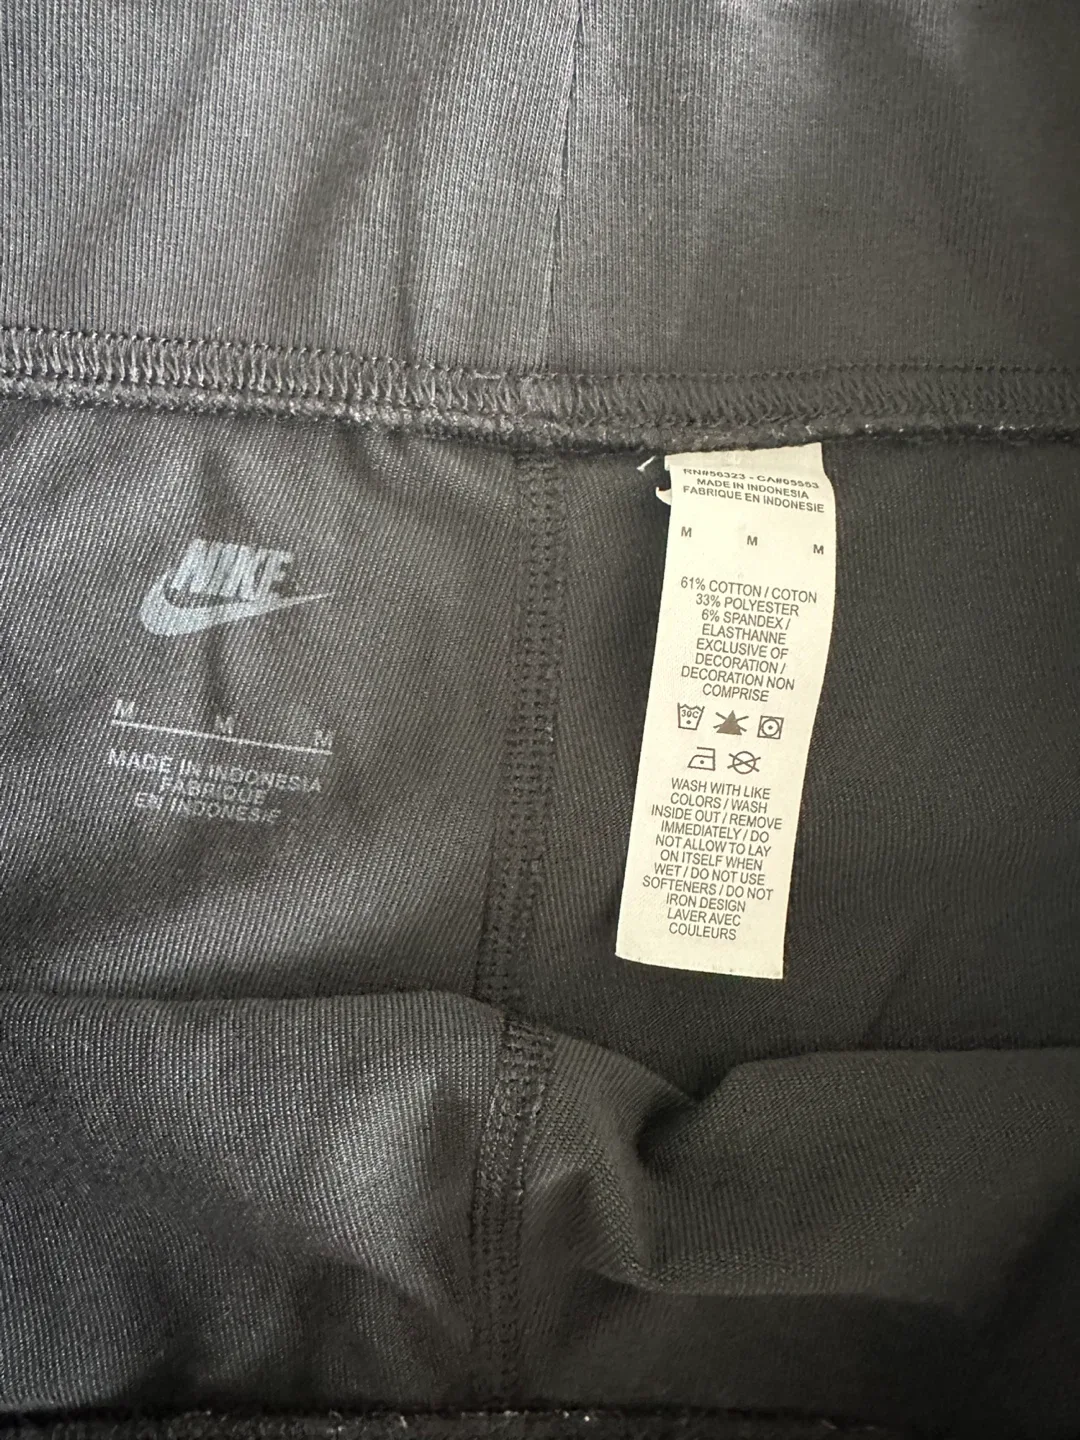 NIKE
M M M
MADE IN INDONESIA
FABRIQUE
EN INDONESIE
RN#56323 - CA#05553
MADE IN INDONESIA
FABRIQUE EN INDONESIE
M M M
61% COTTON / COTON
33% POLYESTER
6% SPANDEX /
ELASTHANNE
EXCLUSIVE OF
DECORATION /
DECORATION NON
COMPRISE
30C
WASH WITH LIKE
COLORS / WASH
INSIDE OUT / REMOVE
IMMEDIATELY / DO
NOT ALLOW TO LAY
ON ITSELF WHEN
WET / DO NOT USE
SOFTENERS / DO NOT
IRON DESIGN
LAVER AVEC
COULEURS